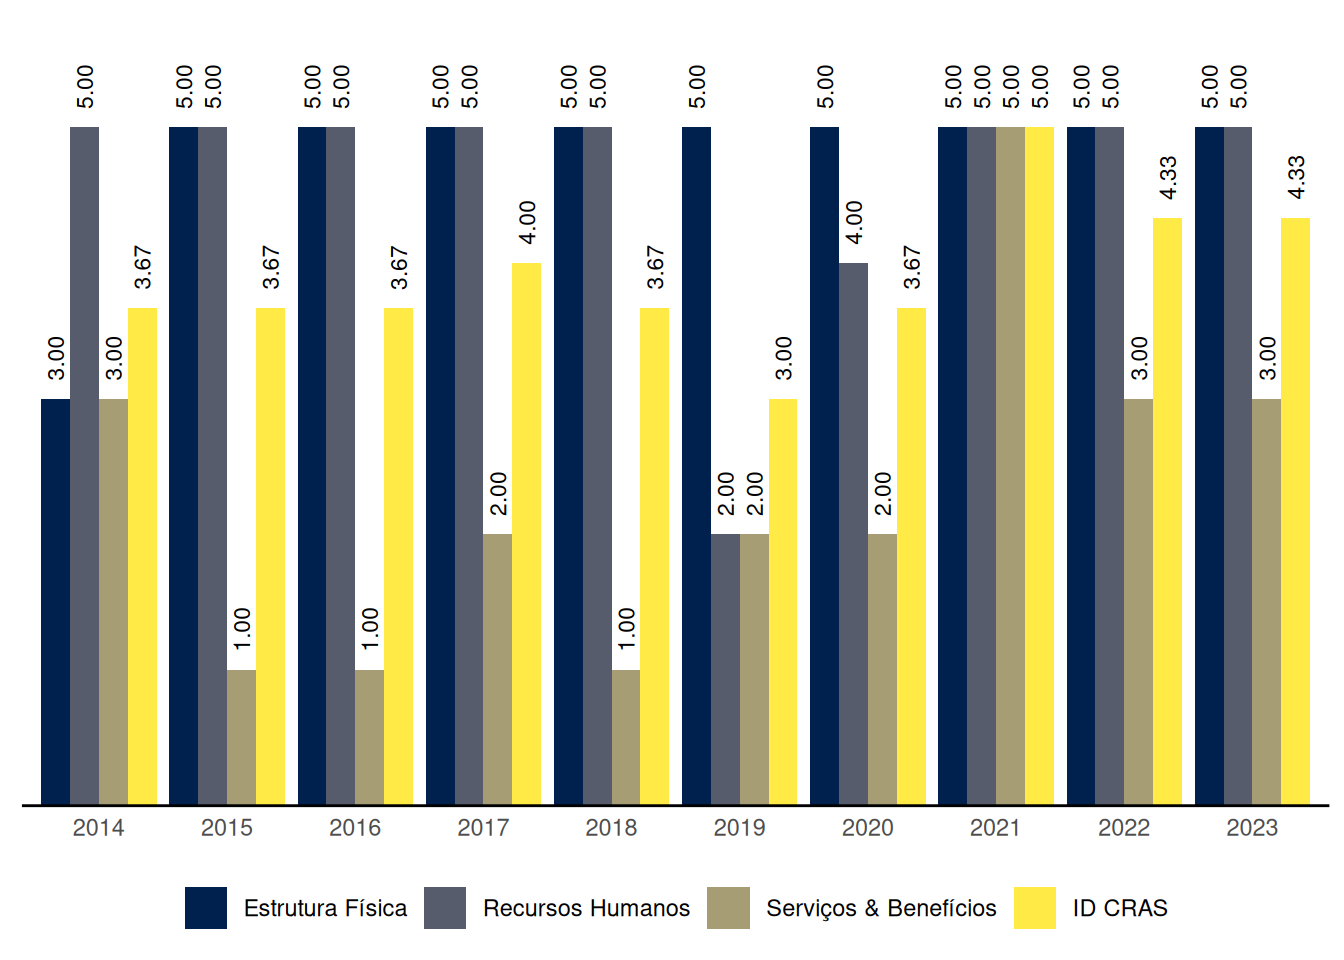 5.00 5.00 5.00 5.00 5.00 5.00 5.00 5.00 5.00 5.00 5.00 5.00 5.00 5.00 5.00 5.00 5.00 5.00 5.00
4.33 4.33
4.00 4.00
3.67 3.67 3.67 3.67 3.67
3.00 3.00 3.00 3.00 3.00
2.00 2.00 2.00 2.00
1.00 1.00 1.00
2014 2015 2016 2017 2018 2019 2020 2021 2022 2023
Estrutura Física Recursos Humanos Serviços & Benefícios ID CRAS